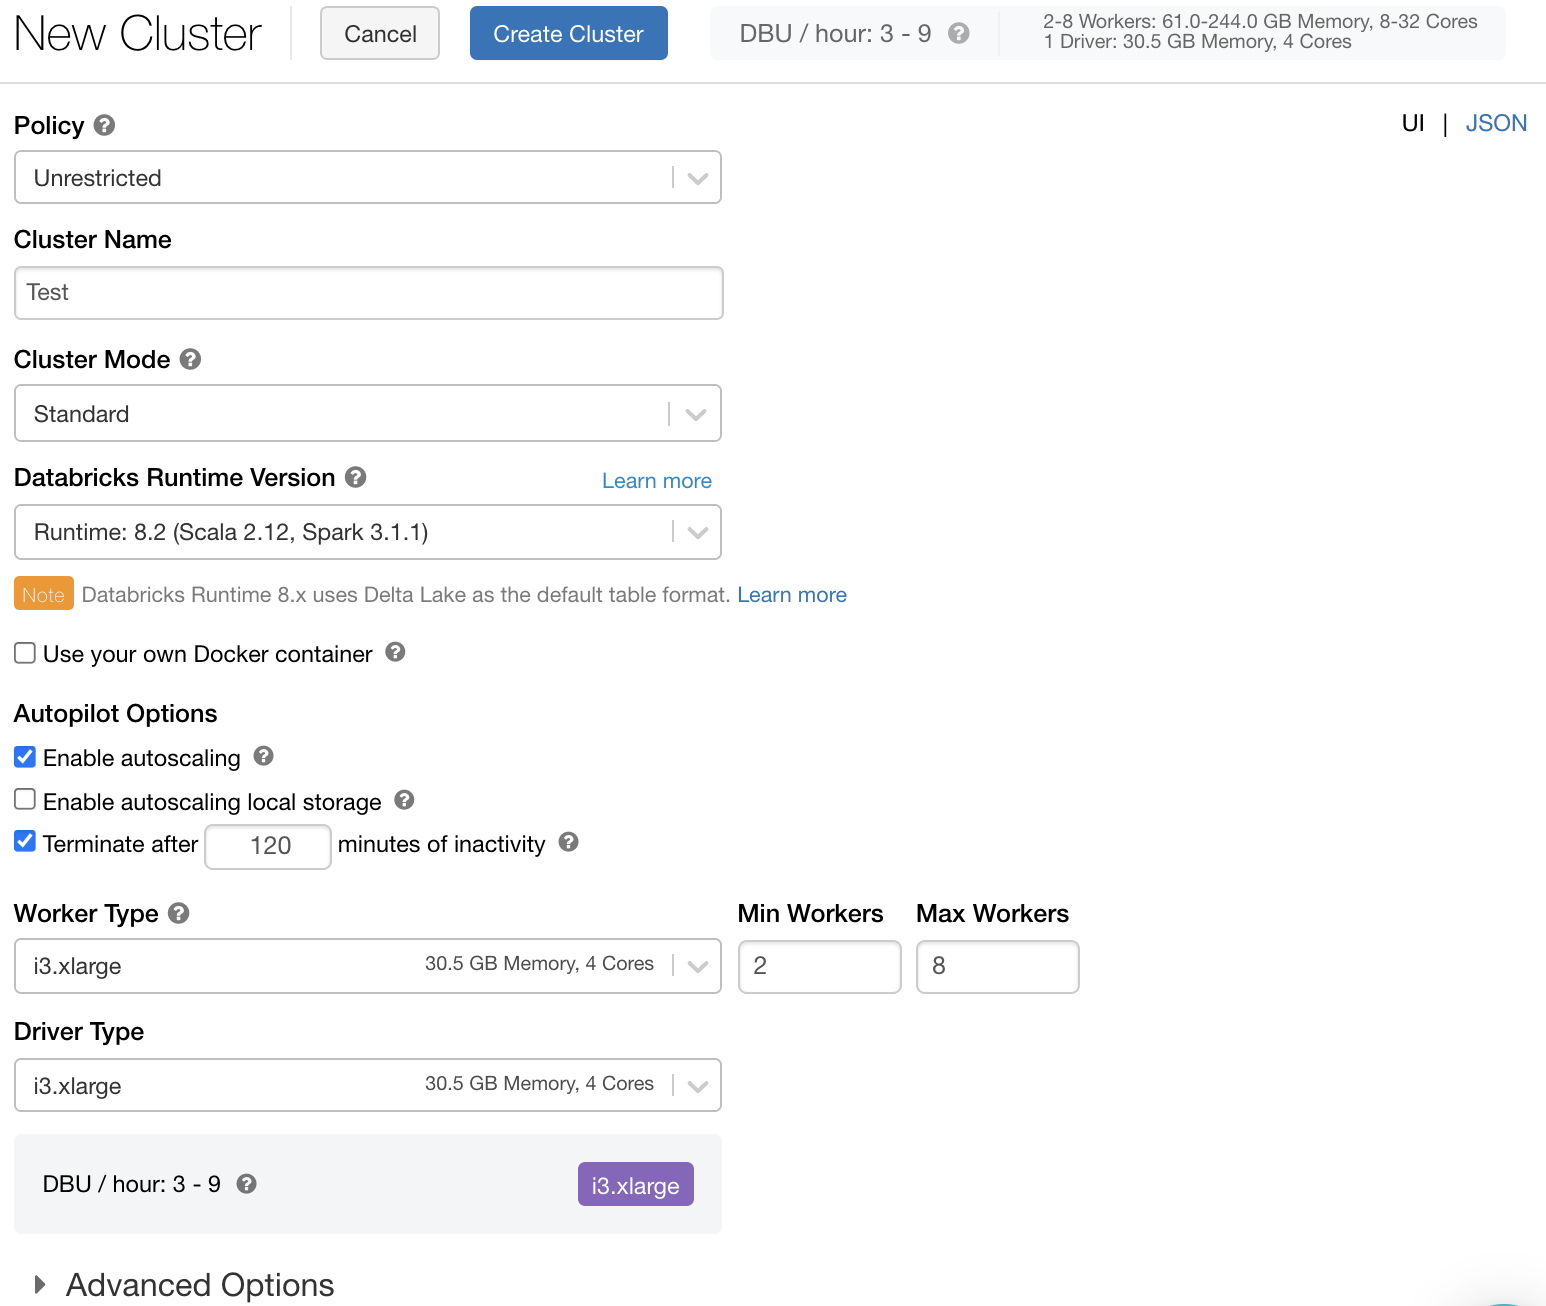 New Cluster
Cancel
Create Cluster
DBU / hour: 3 - 9 ?
2-8 Workers: 61.0-244.0 GB Memory, 8-32 Cores
1 Driver: 30.5 GB Memory, 4 Cores
Policy ?
UI | JSON
Unrestricted
Cluster Name
Test
Cluster Mode ?
Standard
Databricks Runtime Version ?
Learn more
Runtime: 8.2 (Scala 2.12, Spark 3.1.1)
Note Databricks Runtime 8.x uses Delta Lake as the default table format. Learn more
Use your own Docker container ?
Autopilot Options
Enable autoscaling ?
Enable autoscaling local storage ?
Terminate after 120 minutes of inactivity ?
Worker Type ?
Min Workers
Max Workers
i3.xlarge
30.5 GB Memory, 4 Cores
2
8
Driver Type
i3.xlarge
30.5 GB Memory, 4 Cores
DBU / hour: 3 - 9 ?
i3.xlarge
Advanced Options